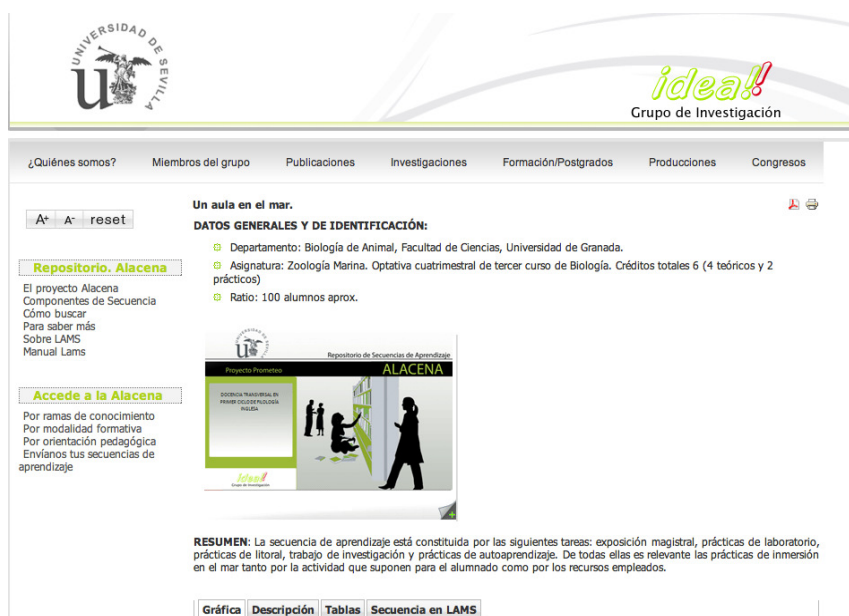 UNIVERSIDAD DE SEVILLA
idea!!
Grupo de Investigación
¿Quiénes somos? Miembros del grupo Publicaciones Investigaciones Formación/Postgrados Producciones Congresos
A+ A- reset
Repositorio. Alacena
El proyecto Alacena
Componentes de Secuencia
Cómo buscar
Para saber más
Sobre LAMS
Manual Lams
Accede a la Alacena
Por ramas de conocimiento
Por modalidad formativa
Por orientación pedagógica
Envíanos tus secuencias de
aprendizaje
Un aula en el mar.
DATOS GENERALES Y DE IDENTIFICACIÓN:
Departamento: Biología de Animal, Facultad de Ciencias, Universidad de Granada.
Asignatura: Zoología Marina. Optativa cuatrimestral de tercer curso de Biología. Créditos totales 6 (4 teóricos y 2
prácticos)
Ratio: 100 alumnos aprox.
UNIVERSIDAD DE SEVILLA
Repositorio de Secuencias de Aprendizaje
Proyecto Prometeo ALACENA
DOCENCIA TRANSVERSAL EN
PRIMER CICLO DE FILOLOGÍA
INGLESA
idea!!
Grupo de Investigación
RESUMEN: La secuencia de aprendizaje está constituida por las siguientes tareas: exposición magistral, prácticas de laboratorio,
prácticas de litoral, trabajo de investigación y prácticas de autoaprendizaje. De todas ellas es relevante las prácticas de inmersión
en el mar tanto por la actividad que suponen para el alumnado como por los recursos empleados.
Gráfica Descripción Tablas Secuencia en LAMS